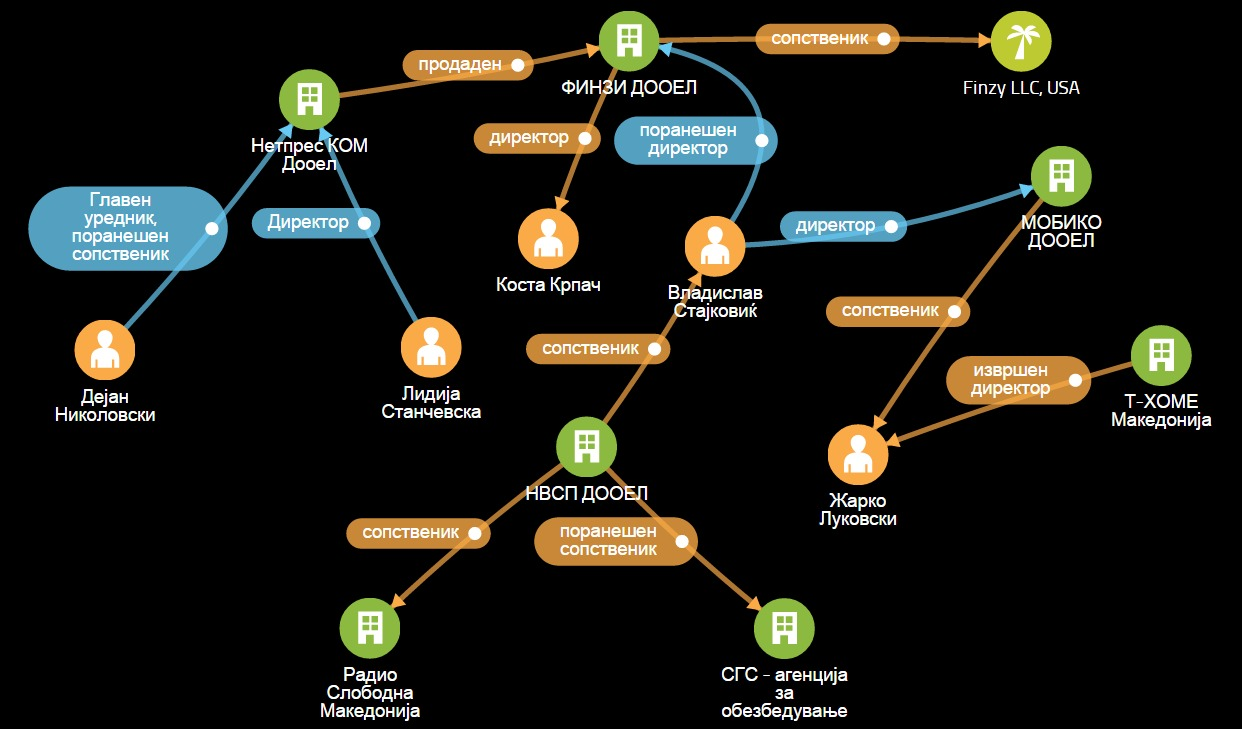 сопственик
продаден
ФИНЗИ ДООЕЛ
Finzy LLC, USA
директор
поранешен
директор
Нетпрес КОМ
Дооел
Главен
уредник,
поранешен
сопственик
Директор
директор
МОБИКО
ДООЕЛ
Коста Крпач
Владислав
Стајковиќ
сопственик
сопственик
извршен
директор
Дејан
Николовски
Лидија
Станчевска
Т-ХОМЕ
Македонија
НВСП ДООЕЛ
Жарко
Луковски
сопственик
поранешен
сопственик
Радио
Слободна
Македонија
СГС - агенција
за
обезбедување